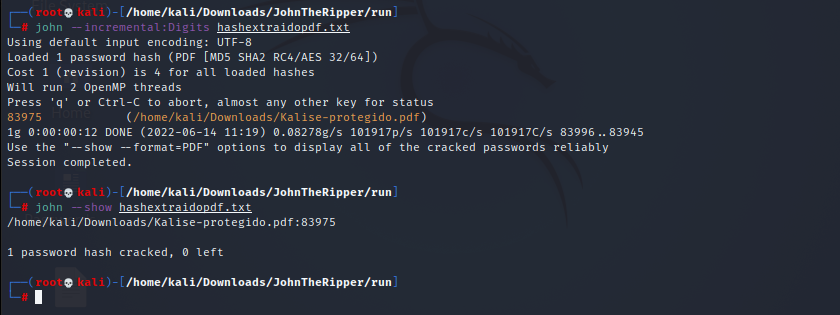 ┌──(root💀kali)-[/home/kali/Downloads/JohnTheRipper/run]
└─# john --incremental:Digits hashextraidopdf.txt
Using default input encoding: UTF-8
Loaded 1 password hash (PDF [MD5 SHA2 RC4/AES 32/64])
Cost 1 (revision) is 4 for all loaded hashes
Will run 2 OpenMP threads
Press 'q' or Ctrl-C to abort, almost any other key for status
83975            (/home/kali/Downloads/Kalise-protegido.pdf)
1g 0:00:00:12 DONE (2022-06-14 11:19) 0.08278g/s 101917p/s 101917c/s 101917C/s 83996..83945
Use the "--show --format=PDF" options to display all of the cracked passwords reliably
Session completed.
┌──(root💀kali)-[/home/kali/Downloads/JohnTheRipper/run]
└─# john --show hashextraidopdf.txt
/home/kali/Downloads/Kalise-protegido.pdf:83975
1 password hash cracked, 0 left
┌──(root💀kali)-[/home/kali/Downloads/JohnTheRipper/run]
└─#